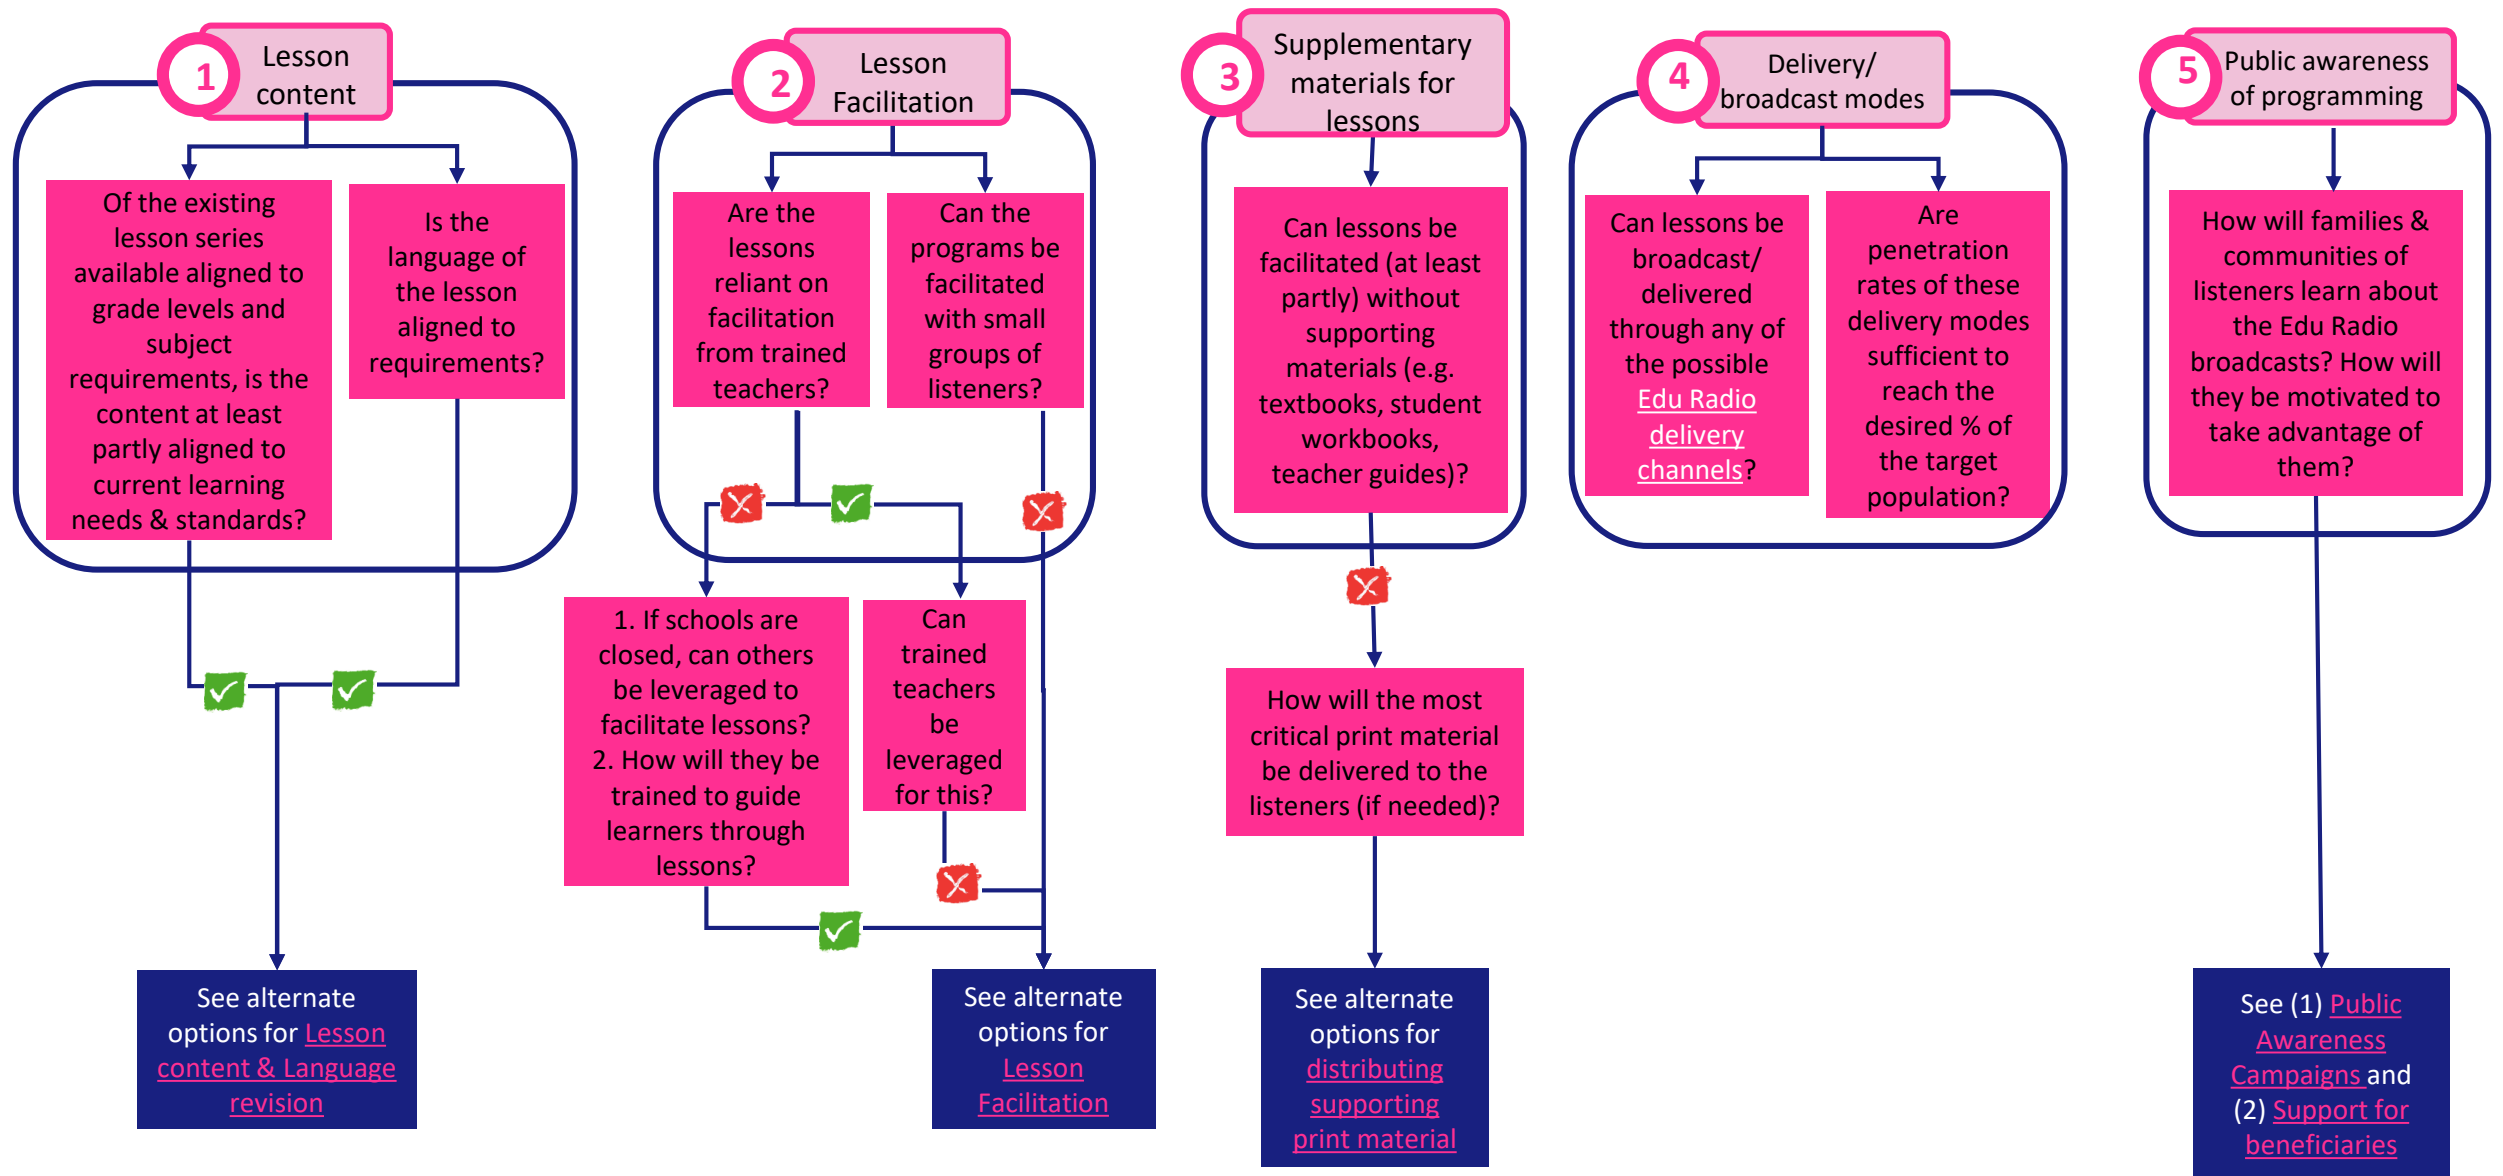 1
Lesson
content
Of the existing
lesson series
available aligned to
grade levels and
subject
requirements, is the
content at least
partly aligned to
current learning
needs & standards?
Is the
language of
the lesson
aligned to
requirements?
See alternate
options for Lesson
content & Language
revision
2
Lesson
Facilitation
Are the
lessons
reliant on
facilitation
from trained
teachers?
Can the
programs be
facilitated
with small
groups of
listeners?
1. If schools are
closed, can others
be leveraged to
facilitate lessons?
2. How will they be
trained to guide
learners through
lessons?
Can
trained
teachers
be
leveraged
for this?
See alternate
options for
Lesson
Facilitation
3
Supplementary
materials for
lessons
Can lessons be
facilitated (at least
partly) without
supporting
materials (e.g.
textbooks, student
workbooks,
teacher guides)?
How will the most
critical print material
be delivered to the
listeners (if needed)?
See alternate
options for
distributing
supporting
print material
4
Delivery/
broadcast modes
Can lessons be
broadcast/
delivered
through any of
the possible
Edu Radio
delivery
channels?
Are
penetration
rates of these
delivery modes
sufficient to
reach the
desired % of
the target
population?
5
Public awareness
of programming
How will families &
communities of
listeners learn about
the Edu Radio
broadcasts? How will
they be motivated to
take advantage of
them?
See (1) Public
Awareness
Campaigns and
(2) Support for
beneficiaries